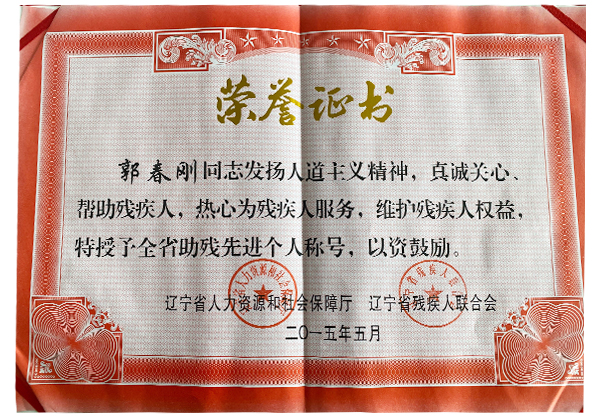 荣誉证书
郭春刚同志发扬人道主义精神，真诚关心、
帮助残疾人，热心为残疾人服务，维护残疾人权益，
特授予全省助残先进个人称号，以资鼓励。
辽宁省人力资源和社会保障厅 辽宁省残疾人联合会
二〇一五年五月